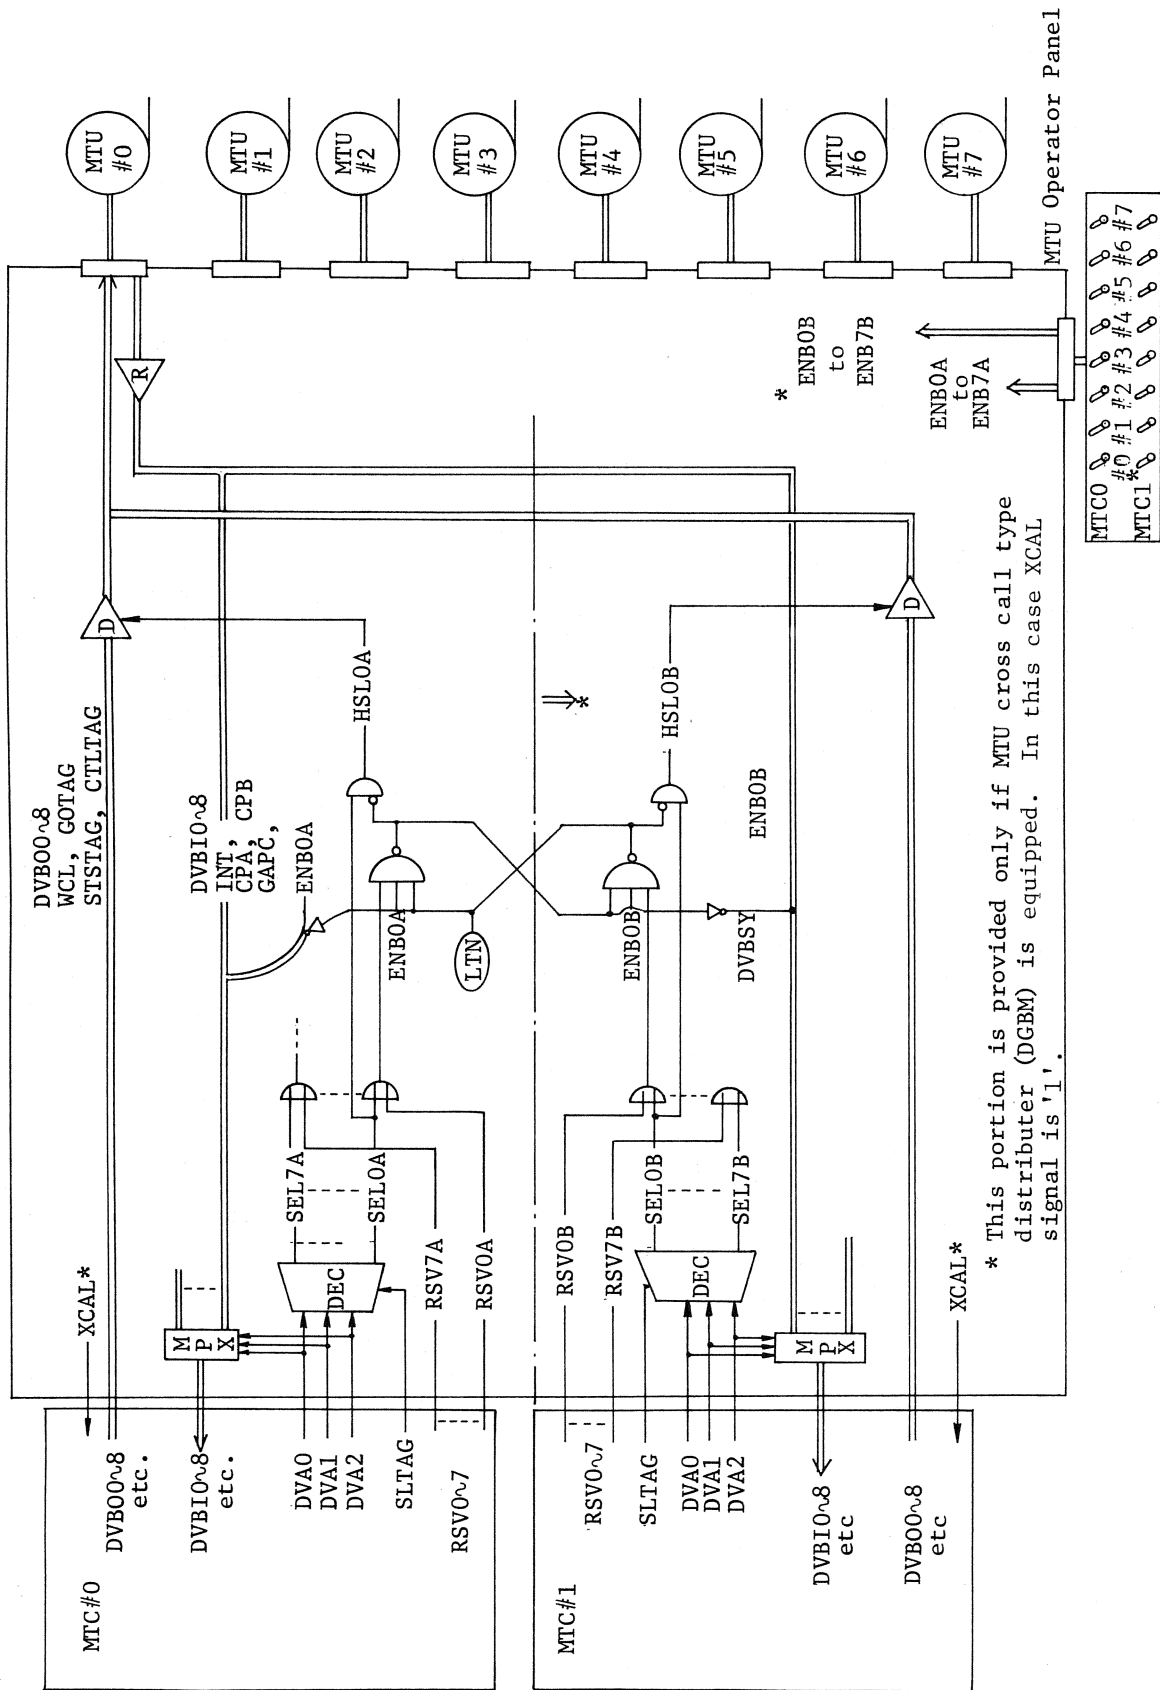 MTC#0
XCAL*
DVBO0~8
etc.
DVBI0~8
etc.
DVA0
DVA1
DVA2
SLTAG
RSV0~7
MPX
DEC
SEL7A
SEL0A
RSV7A
RSV0A
DVBO0~8
WCL, GOTAG
STSTAG, CTLTAG
DVBI0~8
INT,
CPA, CPB
GAPC,
ENB0A
ENB0A
LTN
HSL0A
D
R
MTU
#0
MTU
#1
MTU
#2
MTU
#3
MTU
#4
MTU
#5
MTU
#6
MTU
#7
MTC#1
RSV0~7
SLTAG
DVA0
DVA1
DVA2
DVBI0~8
etc
DVBO0~8
etc
XCAL*
RSV0B
RSV7B
DEC
SEL0B
SEL7B
MPX
ENB0B
DVBSY
ENB0B
HSL0B
*
D
* ENB0B
to
ENB7B
ENB0A
to
ENB7A
MTU Operator Panel
MTC0
#0 #1 #2 #3 #4 #5 #6 #7
MTC1*
* This portion is provided only if MTU cross call type
distributer (DGBM) is equipped. In this case XCAL
signal is '1'.